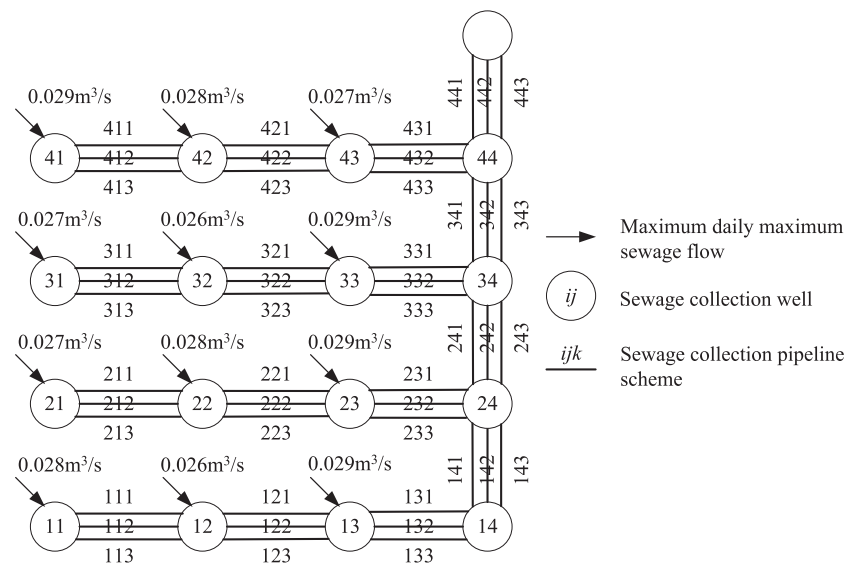 441 442 443
0.029m³/s 0.028m³/s 0.027m³/s
411 421 431
41 412 42 422 43 432 44
413 423 433
341 342 343
0.027m³/s 0.026m³/s 0.029m³/s
311 321 331
31 312 32 322 33 332 34
313 323 333
241 242 243
0.027m³/s 0.028m³/s 0.029m³/s
211 221 231
21 212 22 222 23 232 24
213 223 233
141 142 143
0.028m³/s 0.026m³/s 0.029m³/s
111 121 131
11 112 12 122 13 132 14
113 123 133
Maximum daily maximum
sewage flow
ij Sewage collection well
ijk Sewage collection pipeline
scheme